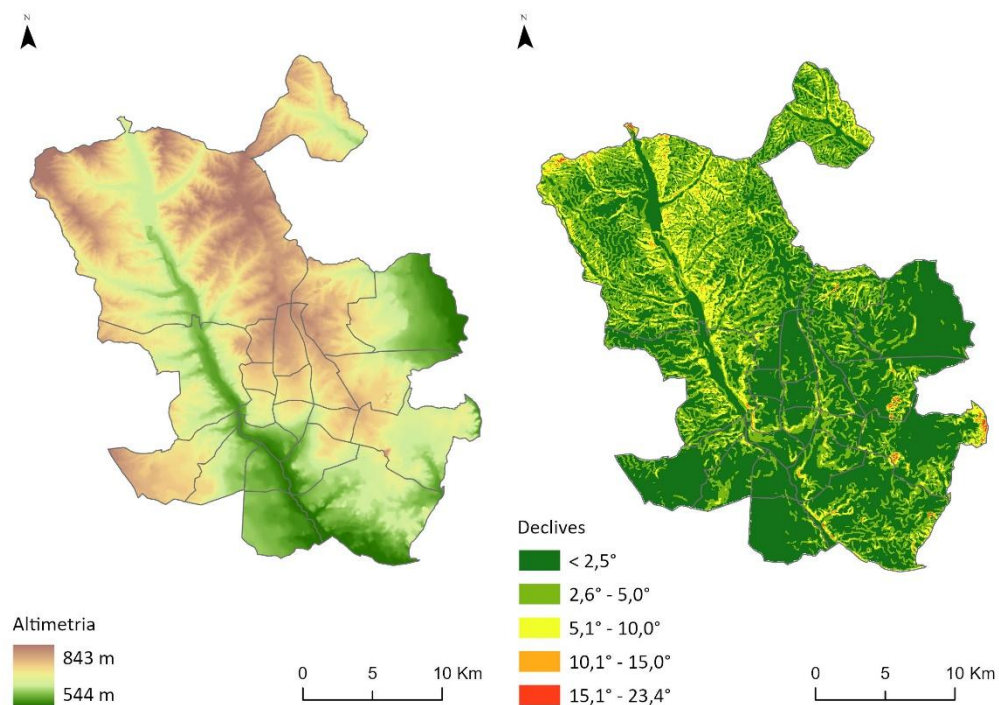 N
N
Altimetria
843 m
544 m
0 5 10 Km
Declives
< 2,5°
2,6° - 5,0°
5,1° - 10,0°
10,1° - 15,0°
15,1° - 23,4°
0 5 10 Km